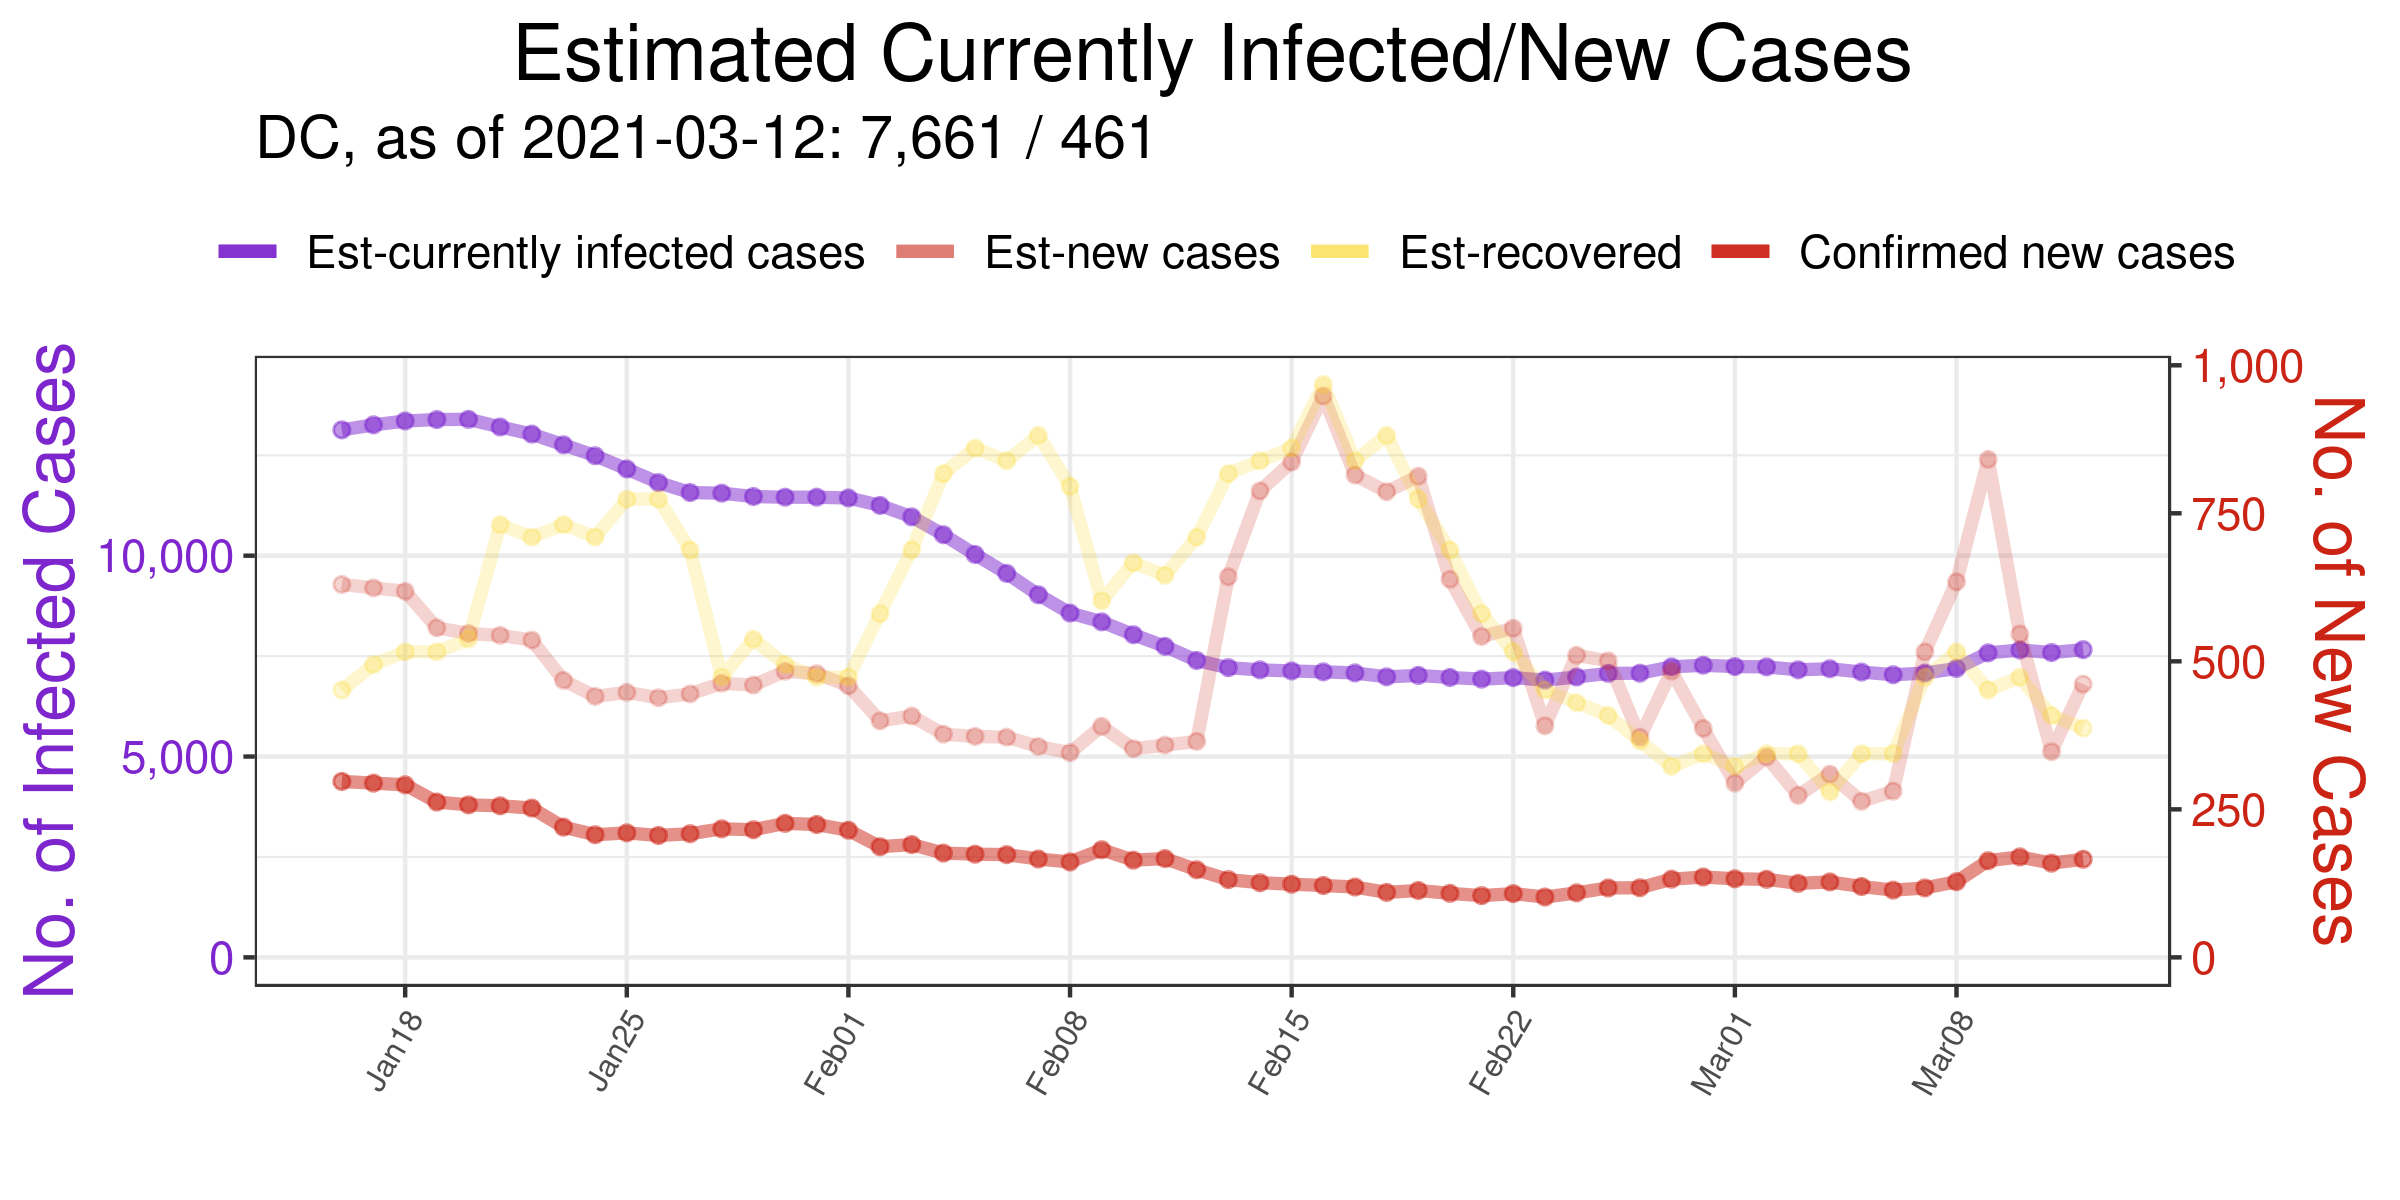 Estimated Currently Infected/New Cases
DC, as of 2021-03-12: 7,661 / 461
Est-currently infected cases Est-new cases Est-recovered Confirmed new cases
No. of Infected Cases
10,000
5,000
0
1,000
750
500
250
0
No. of New Cases
Jan18 Jan25 Feb01 Feb08 Feb15 Feb22 Mar01 Mar08